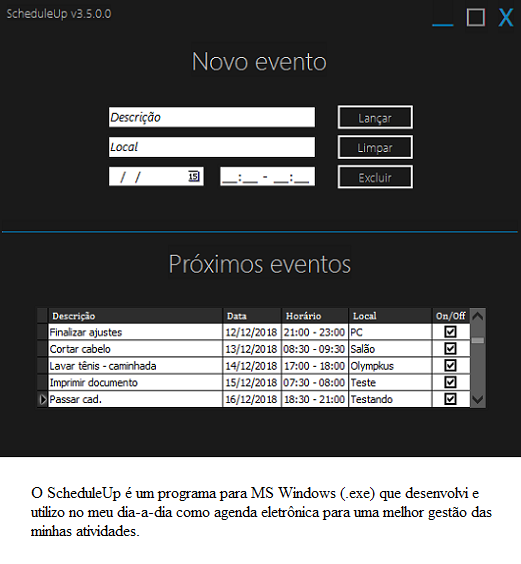 ScheduleUp v3.5.0.0
Novo evento
Descrição
Lançar
Local
Limpar
/ / 15 __:__ - __:__
Excluir
Próximos eventos
Descrição Data Horário Local On/Off
Finalizar ajustes 12/12/2018 21:00 - 23:00 PC
Cortar cabelo 13/12/2018 08:30 - 09:30 Salão
Lavar tênis - caminhada 14/12/2018 17:00 - 18:00 Olympkus
Imprimir documento 15/12/2018 07:30 - 08:00 Teste
Passar cad. 16/12/2018 18:30 - 21:00 Testando
O ScheduleUp é um programa para MS Windows (.exe) que desenvolvi e
utilizo no meu dia-a-dia como agenda eletrônica para uma melhor gestão das
minhas atividades.